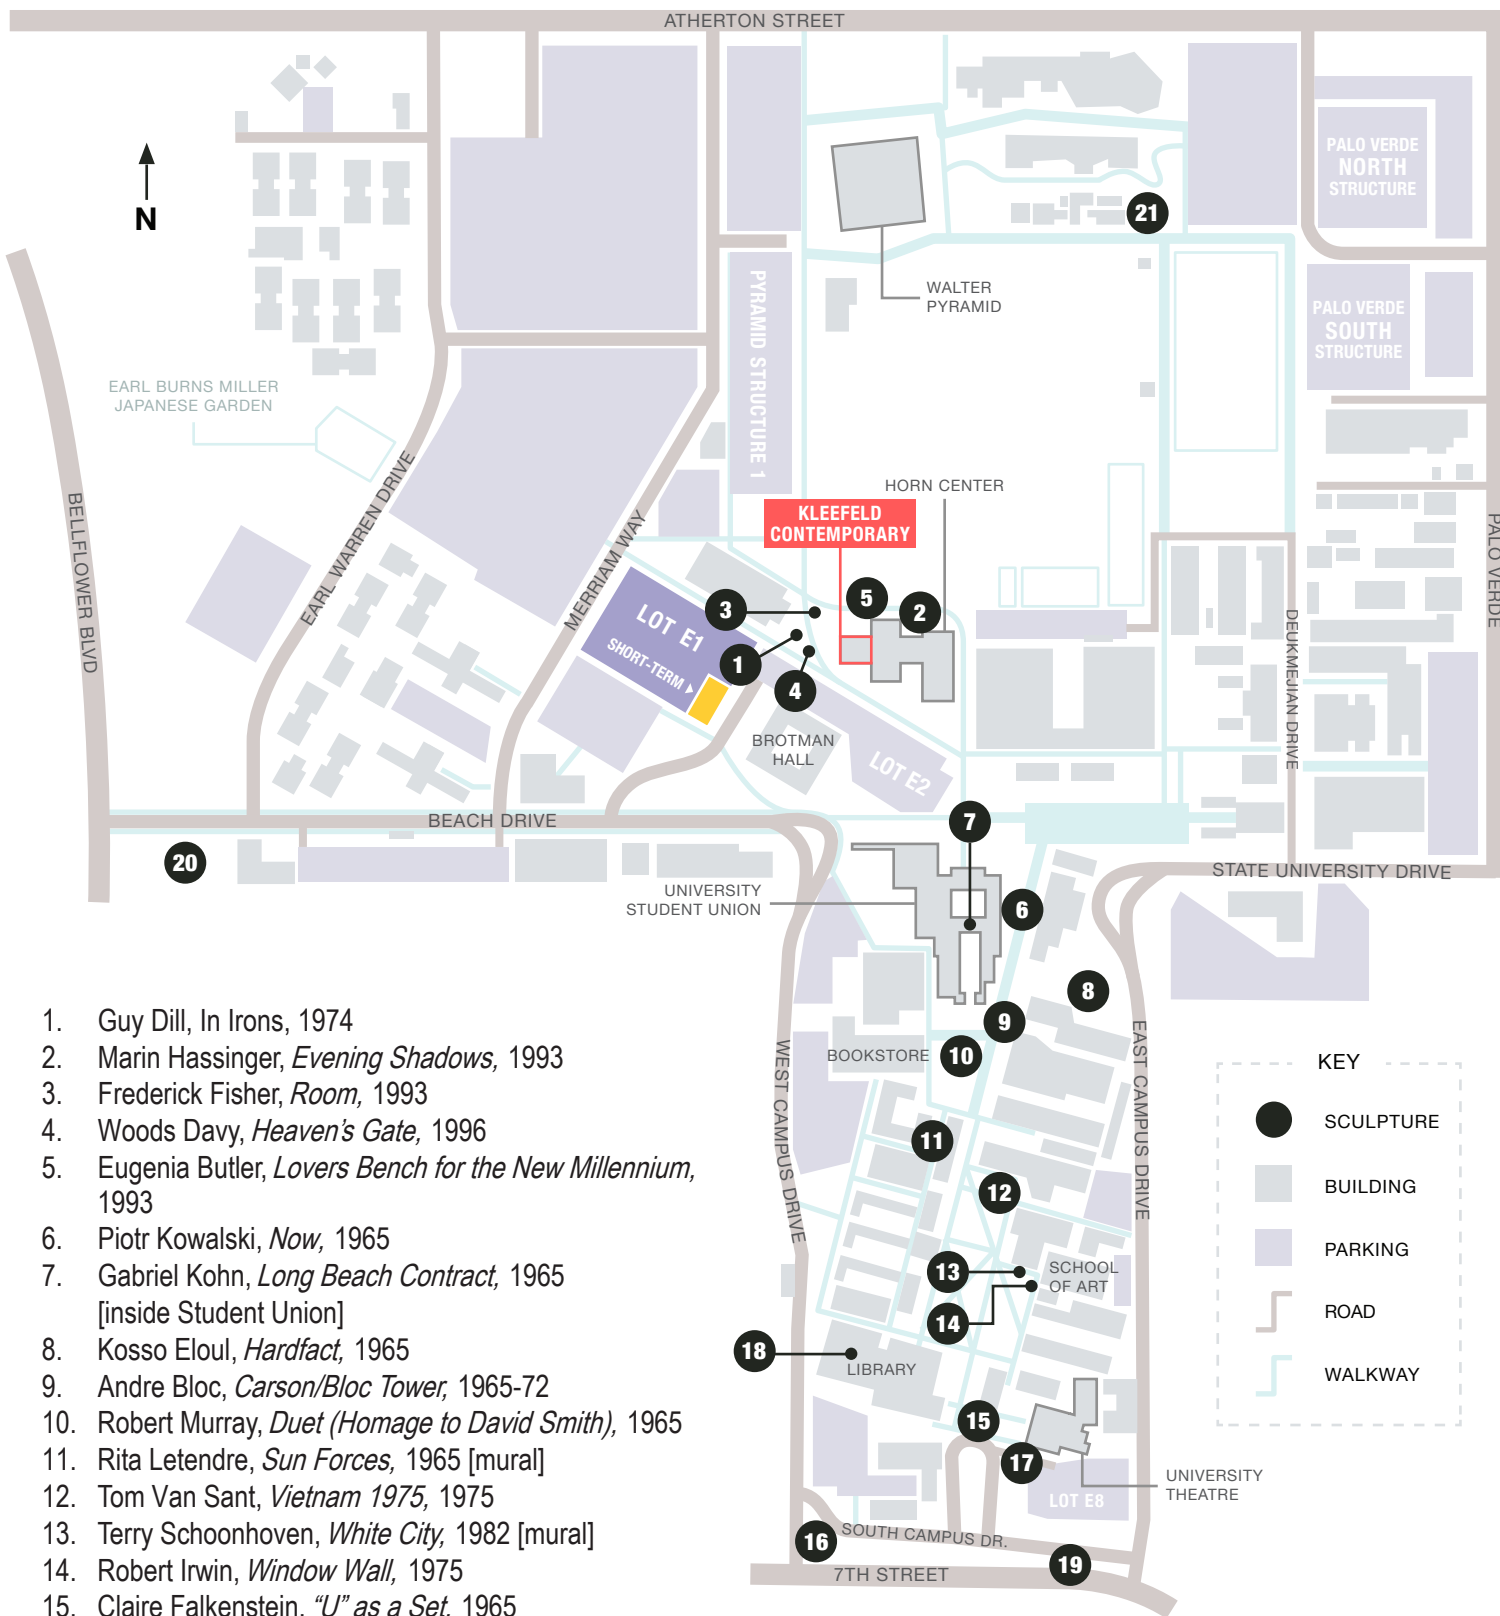 ATHERTON STREET
N
PALO VERDE
NORTH
STRUCTURE
21
WALTER
PYRAMID
PYRAMID STRUCTURE 1
PALO VERDE
SOUTH
STRUCTURE
EARL BURNS MILLER
JAPANESE GARDEN
BELLFLOWER BLVD
EARL WARREN DRIVE
MERRIAM WAY
HORN CENTER
KLEEFELD
CONTEMPORARY
PALO VERDE
5
2
3
1
4
LOT E1
SHORT-TERM
BROTMAN
HALL
LOT E2
DEUKMEJIAN DRIVE
BEACH DRIVE
7
20
STATE UNIVERSITY DRIVE
UNIVERSITY
STUDENT UNION
6
8
9
10
BOOKSTORE
WEST CAMPUS DRIVE
EAST CAMPUS DRIVE
11
12
13
SCHOOL
OF ART
14
18
LIBRARY
15
17
LOT E8
UNIVERSITY
THEATRE
16
SOUTH CAMPUS DR.
19
7TH STREET
KEY
SCULPTURE
BUILDING
PARKING
ROAD
WALKWAY
1. Guy Dill, In Irons, 1974
2. Marin Hassinger, Evening Shadows, 1993
3. Frederick Fisher, Room, 1993
4. Woods Davy, Heaven's Gate, 1996
5. Eugenia Butler, Lovers Bench for the New Millennium,
1993
6. Piotr Kowalski, Now, 1965
7. Gabriel Kohn, Long Beach Contract, 1965
[inside Student Union]
8. Kosso Eloul, Hardfact, 1965
9. Andre Bloc, Carson/Bloc Tower, 1965-72
10. Robert Murray, Duet (Homage to David Smith), 1965
11. Rita Letendre, Sun Forces, 1965 [mural]
12. Tom Van Sant, Vietnam 1975, 1975
13. Terry Schoonhoven, White City, 1982 [mural]
14. Robert Irwin, Window Wall, 1975
15. Claire Falkenstein, "U" as a Set, 1965